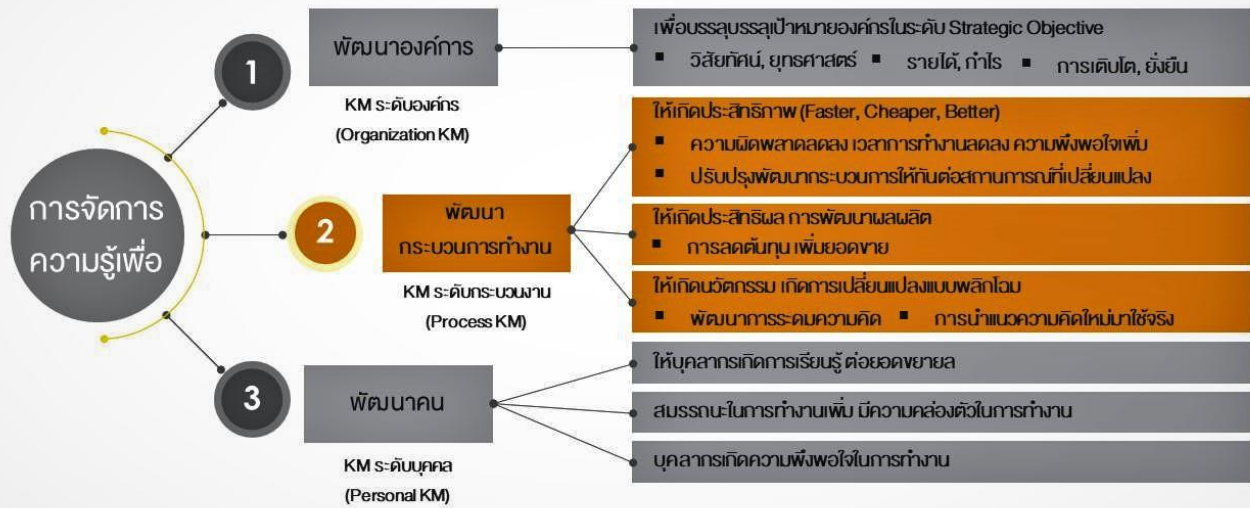 การจัดการ
ความรู้เพื่อ
1
พัฒนาองค์การ
KM ระดับองค์กร
(Organization KM)
เพื่อบรรลุบรรลุเป้าหมายองค์กรในระดับ Strategic Objective
▪ วิสัยทัศน์, ยุทธศาสตร์ ▪ รายได้, กำไร ▪ การเติบโต, ยั่งยืน
2
พัฒนา
กระบวนการทำงาน
KM ระดับกระบวนงาน
(Process KM)
ให้เกิดประสิทธิภาพ (Faster, Cheaper, Better)
▪ ความผิดพลาดลดลง เวลาการทำงานลดลง ความพึงพอใจเพิ่ม
▪ ปรับปรุงพัฒนากระบวนการให้ทันต่อสถานการณ์ที่เปลี่ยนแปลง
ให้เกิดประสิทธิผล การพัฒนาผลผลิต
▪ การลดต้นทุน เพิ่มยอดขาย
ให้เกิดนวัตกรรม เกิดการเปลี่ยนแปลงแบบพลิกโฉม
▪ พัฒนาการระดมความคิด ▪ การนำแนวความคิดใหม่มาใช้จริง
3
พัฒนาคน
KM ระดับบุคคล
(Personal KM)
ให้บุคลากรเกิดการเรียนรู้ ต่อยอดขยายล
สมรรถนะในการทำงานเพิ่ม มีความคล่องตัวในการทำงาน
บุคลากรเกิดความพึงพอใจในการทำงาน